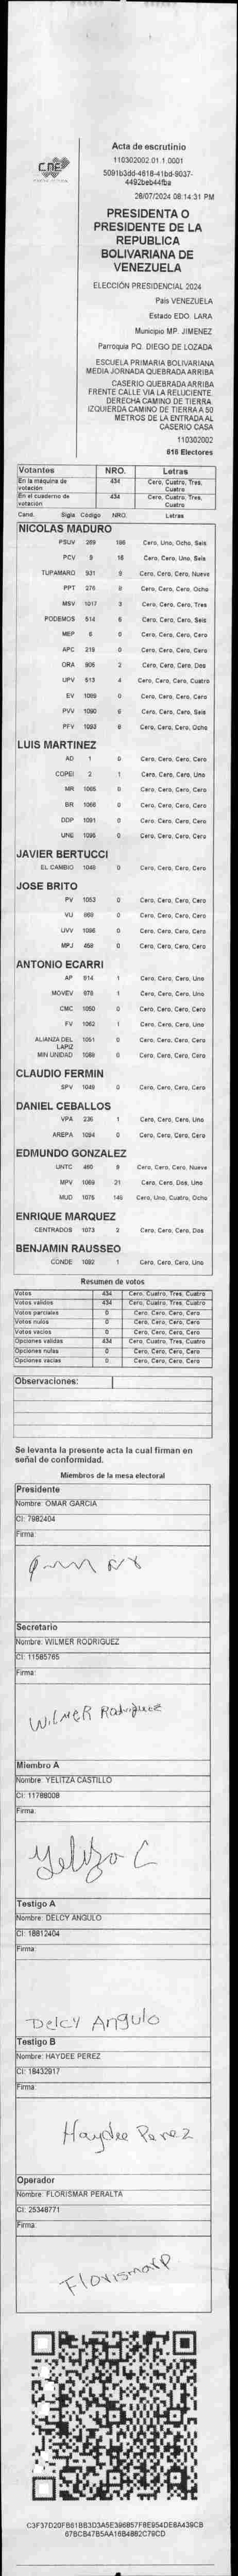 CNE
Acta de escrutinio
110302002.01.1.0001
5091b3dd-4618-41bd-9037-
4492beb44fba
28/07/2024 08:14:31 PM
PRESIDENTA O
PRESIDENTE DE LA
REPUBLICA
BOLIVARIANA DE
VENEZUELA
ELECCIÓN PRESIDENCIAL 2024
País VENEZUELA
Estado EDO. LARA
Municipio MP. JIMENEZ
Parroquia PQ. DIEGO DE LOZADA
ESCUELA PRIMARIA BOLIVARIANA
MEDIA JORNADA QUEBRADA ARRIBA
CASERIO QUEBRADA ARRIBA
FRENTE CALLE VIA LA RELUCIENTE.
DERECHA CAMINO DE TIERRA.
IZQUIERDA CAMINO DE TIERRA A 50
METROS DE LA ENTRADA AL
CASERIO CASA
110302002
616 Electores
Votantes NRO. Letras
En la máquina de votación 434 Cero, Cuatro, Tres, Cuatro
En el cuaderno de votación 434 Cero, Cuatro, Tres, Cuatro
Cand. Sigla Código NRO. Letras
NICOLAS MADURO
PSUV 289 186 Cero, Uno, Ocho, Seis
PCV 9 16 Cero, Cero, Uno, Seis
TUPAMARO 931 9 Cero, Cero, Cero, Nueve
PPT 276 8 Cero, Cero, Cero, Ocho
MSV 1017 3 Cero, Cero, Cero, Tres
PODEMOS 514 6 Cero, Cero, Cero, Seis
MEP 6 0 Cero, Cero, Cero, Cero
APC 218 0 Cero, Cero, Cero, Cero
ORA 806 2 Cero, Cero, Cero, Dos
UPV 513 4 Cero, Cero, Cero, Cuatro
EV 1089 0 Cero, Cero, Cero, Cero
PVV 1090 6 Cero, Cero, Cero, Seis
PFV 1093 8 Cero, Cero, Cero, Ocho
LUIS MARTINEZ
AD 1 0 Cero, Cero, Cero, Cero
COPEI 2 1 Cero, Cero, Cero, Uno
MR 1065 0 Cero, Cero, Cero, Cero
BR 1066 0 Cero, Cero, Cero, Cero
DDP 1091 0 Cero, Cero, Cero, Cero
UNE 1095 0 Cero, Cero, Cero, Cero
JAVIER BERTUCCI
EL CAMBIO 1048 0 Cero, Cero, Cero, Cero
JOSE BRITO
PV 1053 0 Cero, Cero, Cero, Cero
VU 869 0 Cero, Cero, Cero, Cero
UVV 1096 0 Cero, Cero, Cero, Cero
MPJ 458 0 Cero, Cero, Cero, Cero
ANTONIO ECARRI
AP 914 1 Cero, Cero, Cero, Uno
MOVEV 978 1 Cero, Cero, Cero, Uno
CMC 1050 0 Cero, Cero, Cero, Cero
FV 1062 1 Cero, Cero, Cero, Uno
ALIANZA DEL LAPIZ 1051 0 Cero, Cero, Cero, Cero
MIN UNIDAD 1088 0 Cero, Cero, Cero, Cero
CLAUDIO FERMIN
SPV 1049 0 Cero, Cero, Cero, Cero
DANIEL CEBALLOS
VPA 236 1 Cero, Cero, Cero, Uno
AREPA 1094 0 Cero, Cero, Cero, Cero
EDMUNDO GONZALEZ
UNTC 460 9 Cero, Cero, Cero, Nueve
MPV 1069 21 Cero, Cero, Dos, Uno
MUD 1075 148 Cero, Uno, Cuatro, Ocho
ENRIQUE MARQUEZ
CENTRADOS 1073 2 Cero, Cero, Cero, Dos
BENJAMIN RAUSSEO
CONDE 1092 1 Cero, Cero, Cero, Uno
Resumen de votos
Votos 434 Cero, Cuatro, Tres, Cuatro
Votos validos 434 Cero, Cuatro, Tres, Cuatro
Votos parciales 0 Cero, Cero, Cero, Cero
Votos nulos 0 Cero, Cero, Cero, Cero
Votos vacios 0 Cero, Cero, Cero, Cero
Opciones validas 434 Cero, Cuatro, Tres, Cuatro
Opciones nulas 0 Cero, Cero, Cero, Cero
Opciones vacias 0 Cero, Cero, Cero, Cero
Observaciones:
Se levanta la presente acta la cual firman en
señal de conformidad.
Miembros de la mesa electoral
Presidente
Nombre: OMAR GARCIA
CI: 7982404
Firma:
Secretario
Nombre: WILMER RODRIGUEZ
CI: 11585765
Firma:
WILMER Rodriguez
Miembro A
Nombre: YELITZA CASTILLO
CI: 11788008
Firma:
Yelitza C
Testigo A
Nombre: DELCY ANGULO
CI: 18812404
Firma:
Delcy Angulo
Testigo B
Nombre: HAYDEE PEREZ
CI: 18432917
Firma:
Haydee Perez
Operador
Nombre: FLORISMAR PERALTA
CI: 25348771
Firma:
Florismar P
C3F37D20FB61BB3D3A5E396857F8E954DE8A439CB
67BCB47B5AA16B4882C79CD